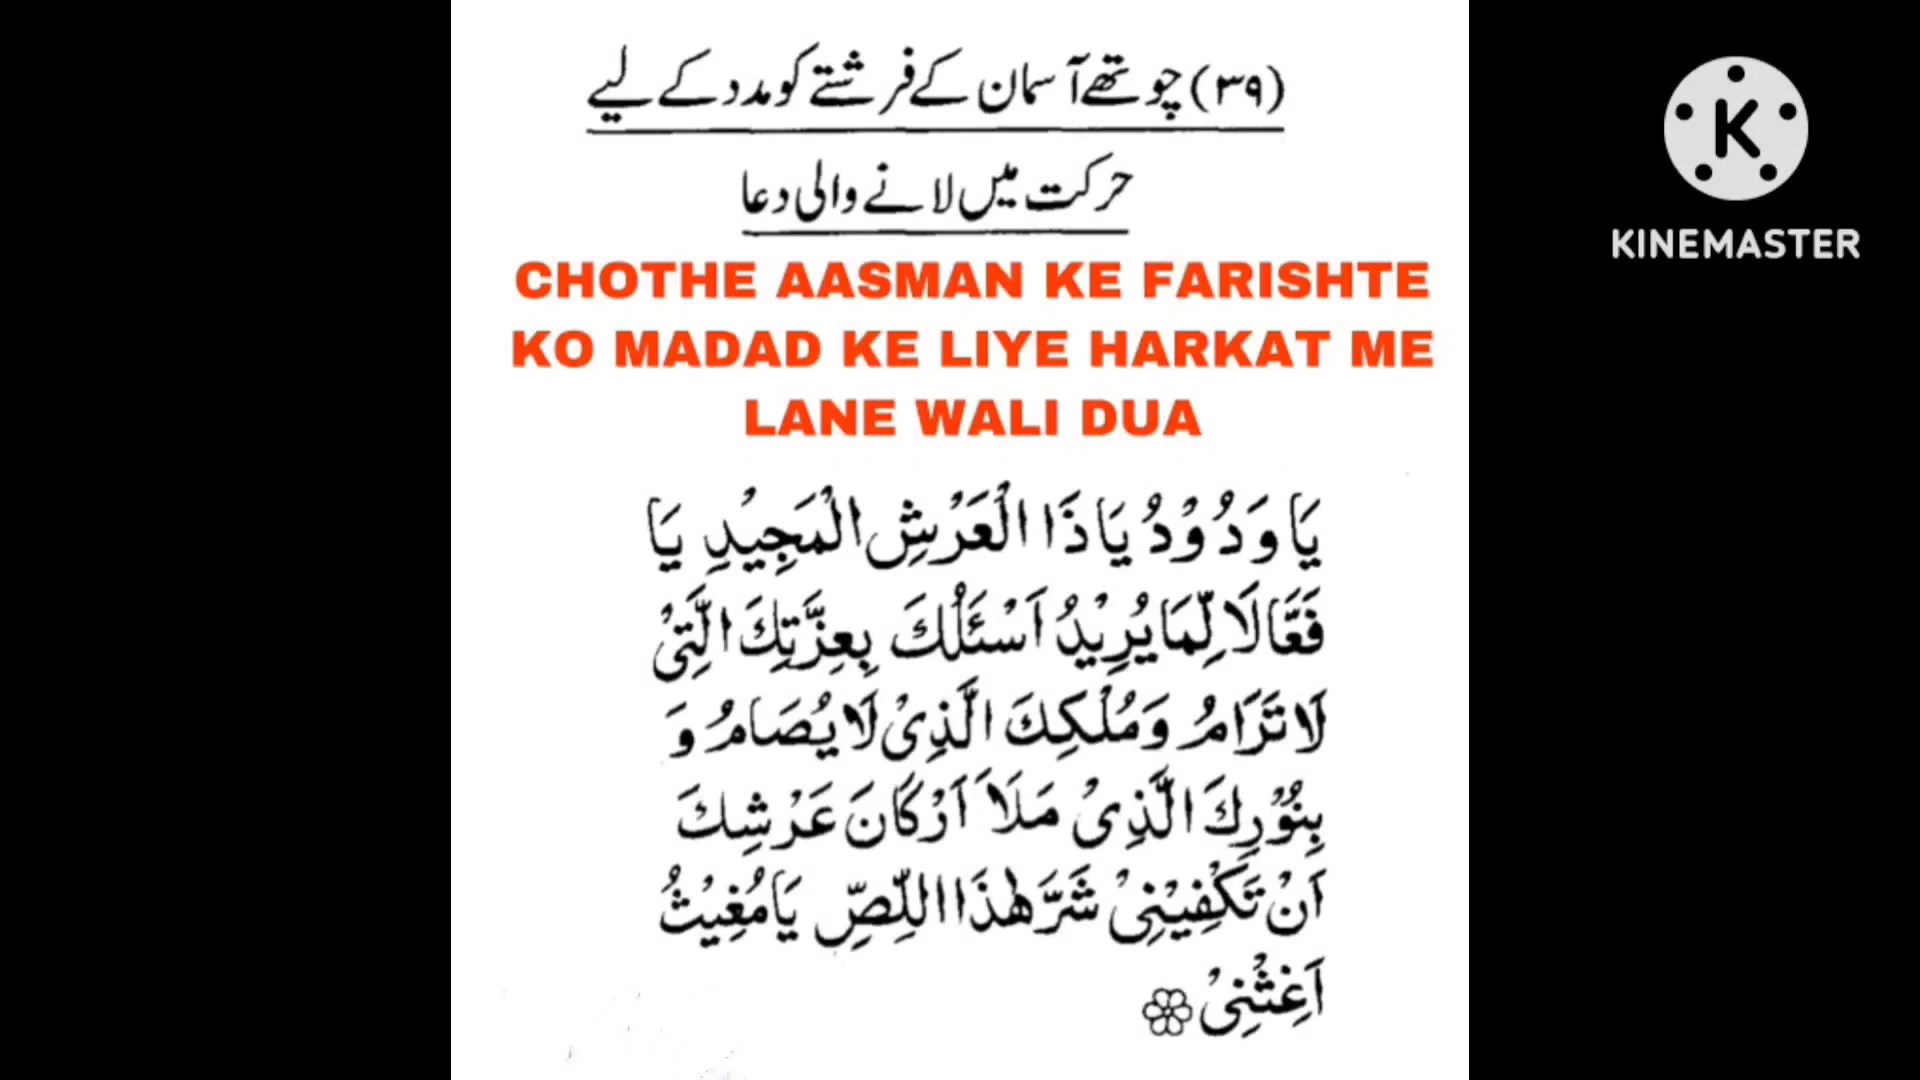 (۳۹) چوتھے آسمان کے فرشتے کو مدد کے لیے
حرکت میں لانے والی دعا
CHOTHE AASMAN KE FARISHTE
KO MADAD KE LIYE HARKAT ME
LANE WALI DUA
يَا وَدُوْدُ يَا ذَا الْعَرْشِ الْمَجِيْدِ يَا
فَعَّالَا لِّمَا يُرِيْدُ اَسْئَلُكَ بِعِزَّتِكَ الَّتِىْ
لَا تَرَامُ وَمُلْكِكَ الَّذِىْ لَا يُصَامُ وَ
بِنُوْرِكَ الَّذِىْ مَلَاَ اَرْكَانَ عَرْشِكَ
اَنْ تَكْفِيْنِىْ شَرَّ هٰذَا اللِّصِّ يَا مُغِيْثُ
اَغِثْنِىْ
KINEMASTER